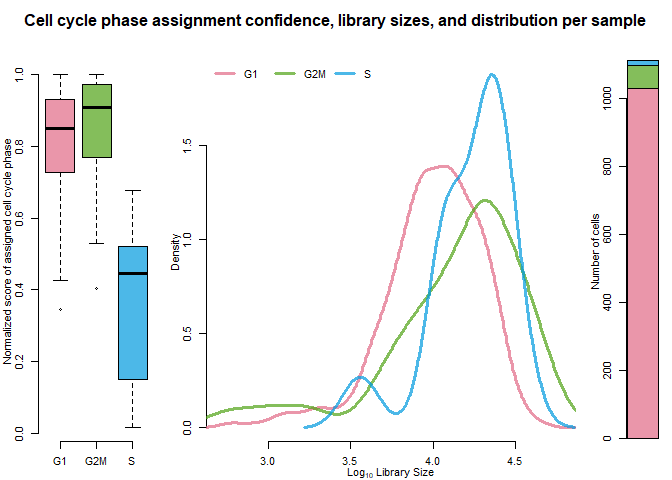 Cell cycle phase assignment confidence, library sizes, and distribution per sample
Normalized score of assigned cell cycle phase
0.0
0.2
0.4
0.6
0.8
1.0
G1
G2M
S
G1
G2M
S
Density
0.0
0.5
1.0
1.5
3.0
3.5
4.0
4.5
Log10 Library Size
Number of cells
0
200
400
600
800
1000